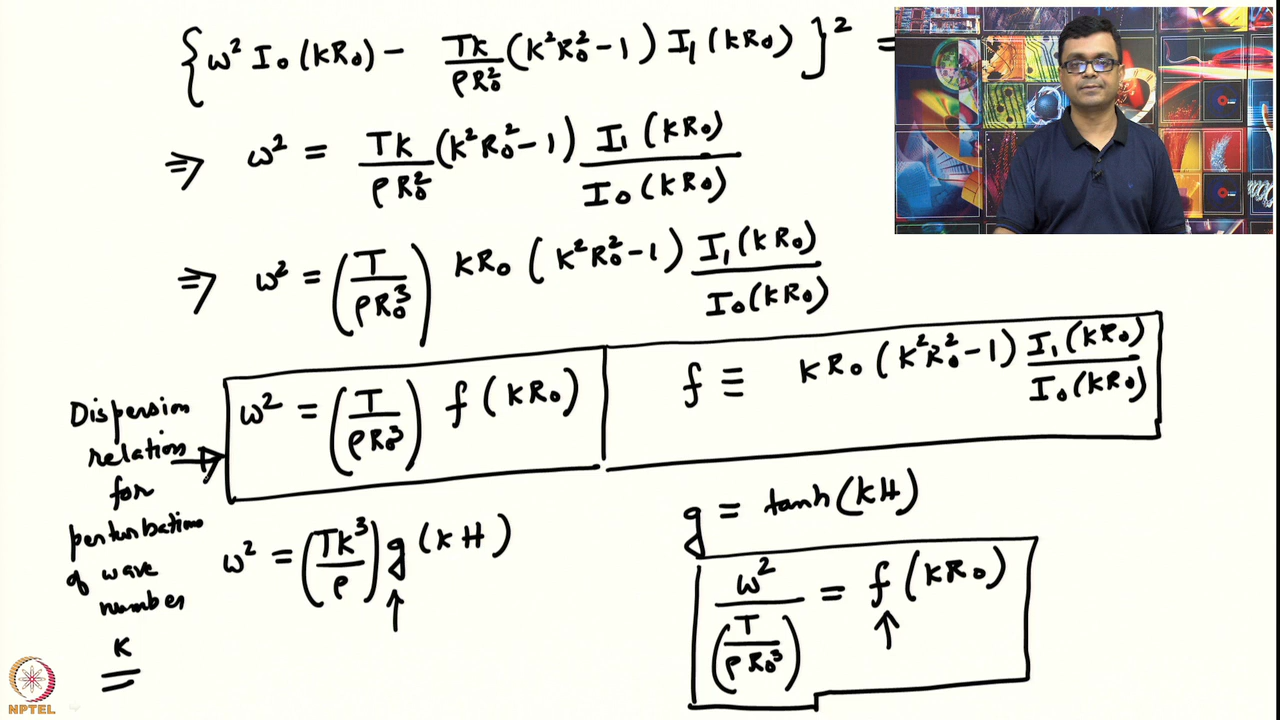 {ω² I₀(kR₀) − Tk/ρR₀² (k²R₀²−1) I₁(kR₀) }² =
⇒ ω² = Tk/ρR₀² (k²R₀²−1) I₁(kR₀)/I₀(kR₀)
⇒ ω² = (T/ρR₀³) kR₀ (k²R₀²−1) I₁(kR₀)/I₀(kR₀)
ω² = (T/ρR₀³) f(kR₀)
f ≡ kR₀ (k²R₀²−1) I₁(kR₀)/I₀(kR₀)
Dispersion
relation →
for
perturbation
of wave
number
k
ω² = (Tk³/ρ) g(kH)
↑
g = tanh(kH)
ω²/(T/ρR₀³) = f(kR₀)
↑
NPTEL